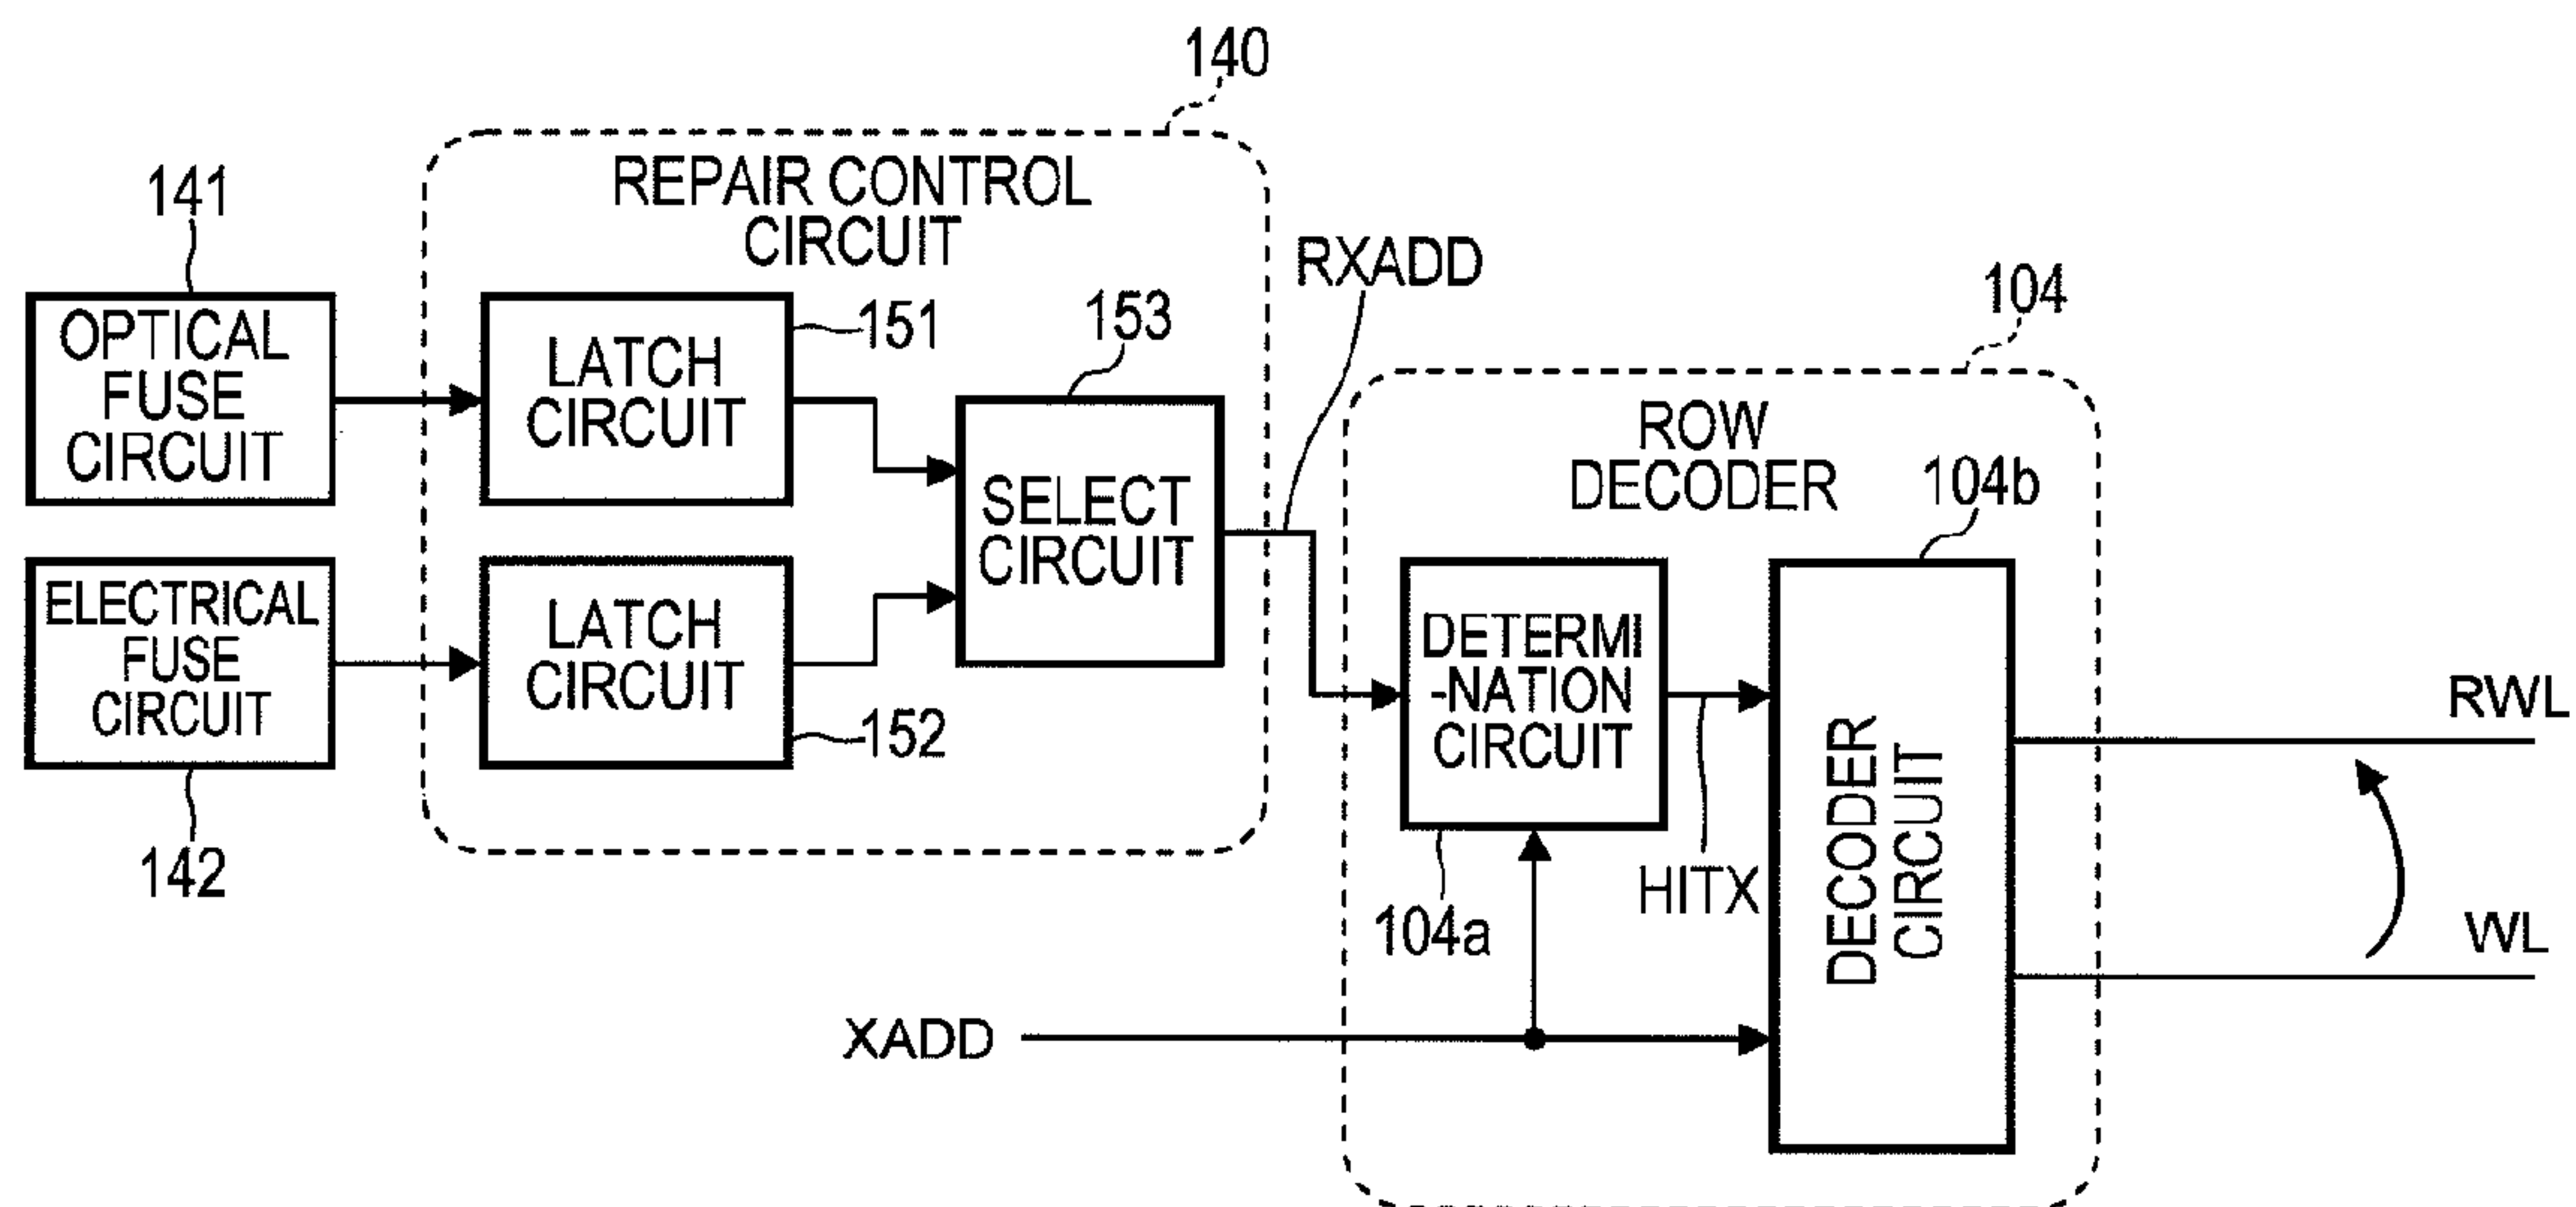 140
REPAIR CONTROL
CIRCUIT
141
OPTICAL
FUSE
CIRCUIT
LATCH
CIRCUIT
151
153
SELECT
CIRCUIT
RXADD
ELECTRICAL
FUSE
CIRCUIT
142
LATCH
CIRCUIT
152
104
ROW
DECODER
104b
DETERMI
-NATION
CIRCUIT
104a
HITX
DECODER
CIRCUIT
XADD
RWL
WL